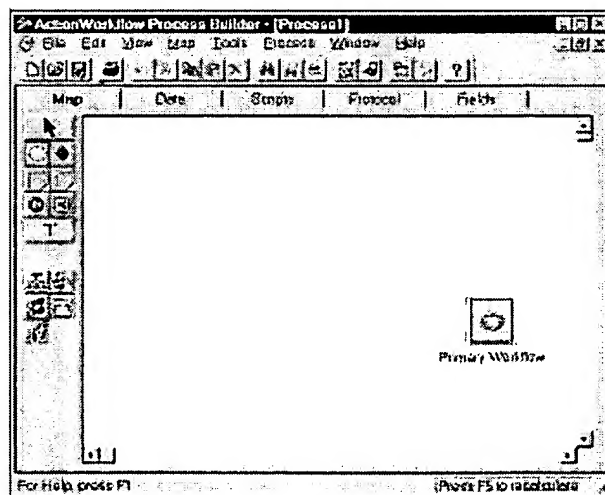 ActionWorkflow Process Builder - [Process1]
File Edit View Map Tools Process Window Help
Map Data Scripts Protocol Fields
T
Primary Workflow
For Help, press F1 (Press F5 to recalculate